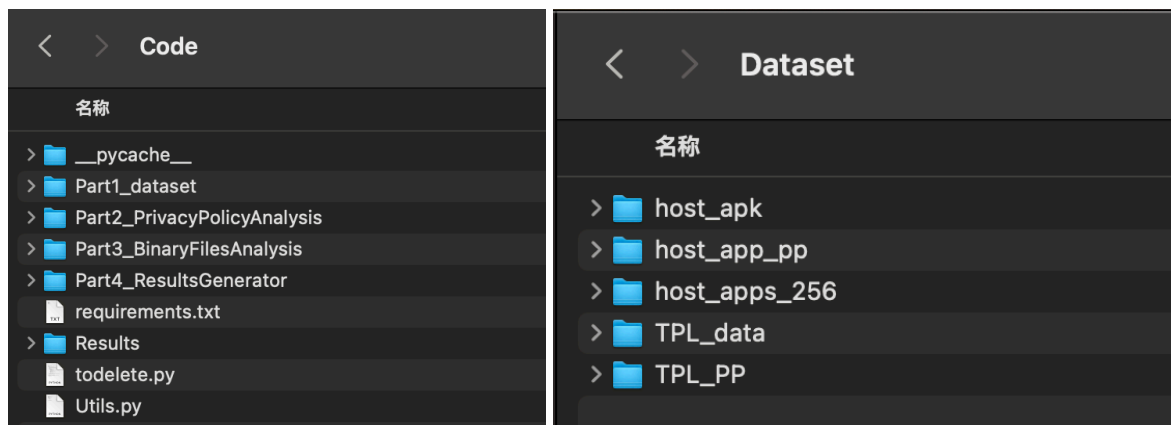 Code
名称
__pycache__
Part1_dataset
Part2_PrivacyPolicyAnalysis
Part3_BinaryFilesAnalysis
Part4_ResultsGenerator
requirements.txt
Results
todelete.py
Utils.py
Dataset
名称
host_apk
host_app_pp
host_apps_256
TPL_data
TPL_PP